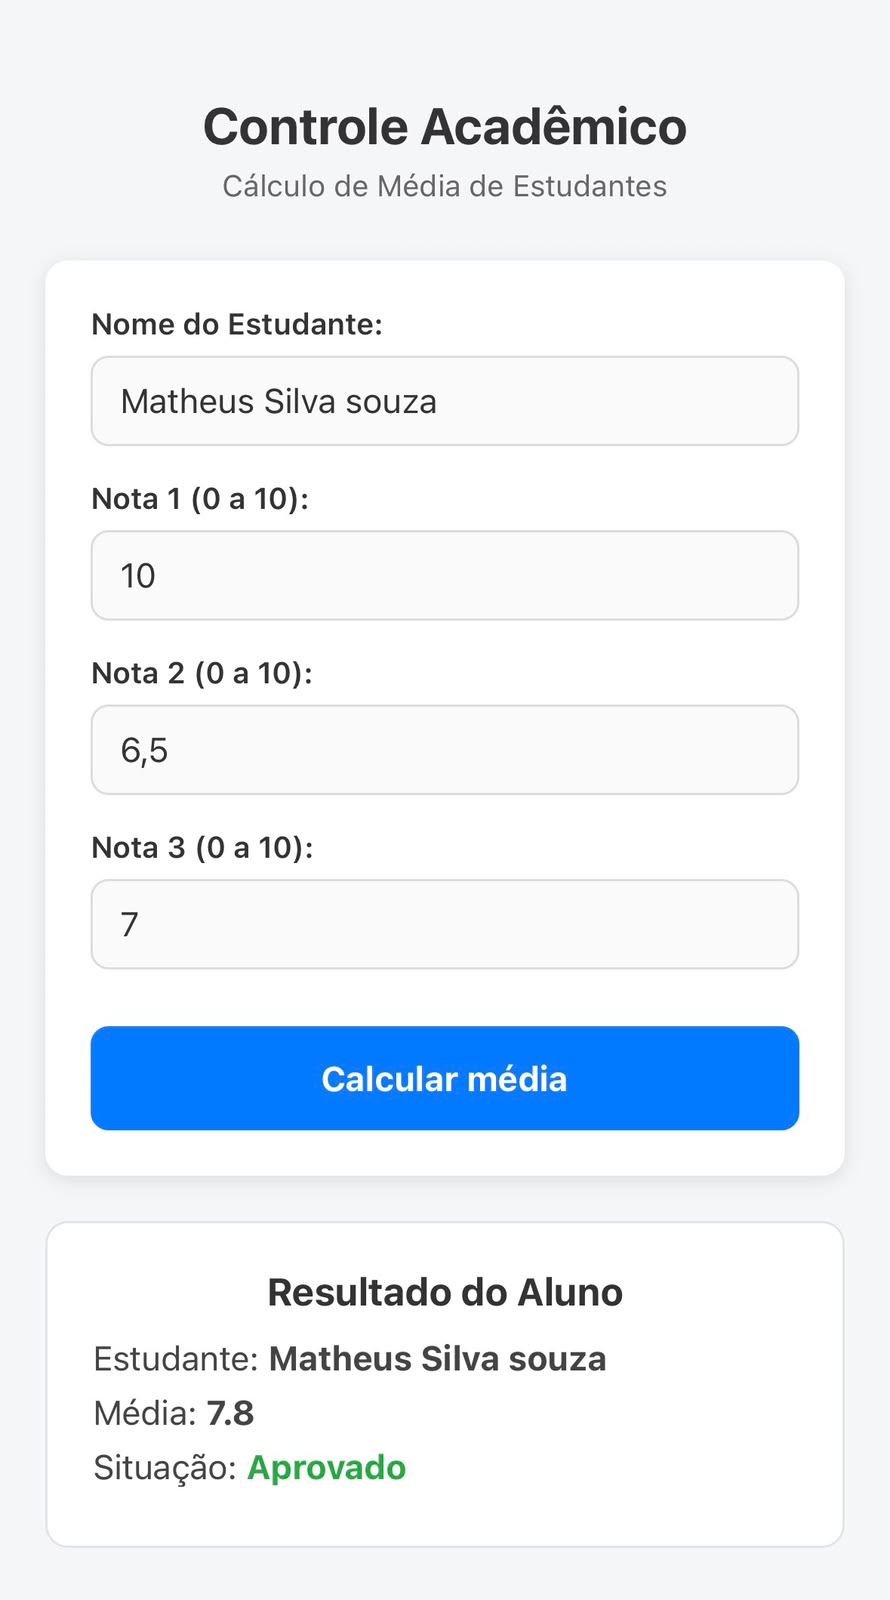 Controle Acadêmico
Cálculo de Média de Estudantes
Nome do Estudante:
Matheus Silva souza
Nota 1 (0 a 10):
10
Nota 2 (0 a 10):
6,5
Nota 3 (0 a 10):
7
Calcular média
Resultado do Aluno
Estudante: Matheus Silva souza
Média: 7.8
Situação: Aprovado